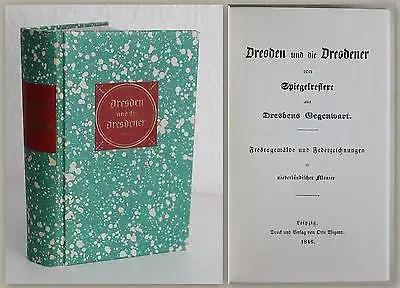 Dresden
und die
Dresdener
Dresden und die Dresdener
oder
Spiegelreflexe
aus
Dresdens Gegenwart.
Freskogemälde und Federzeichnungen
in
niederländischer Manier
Leipzig,
Druck und Verlag von Otto Wigand.
1846.